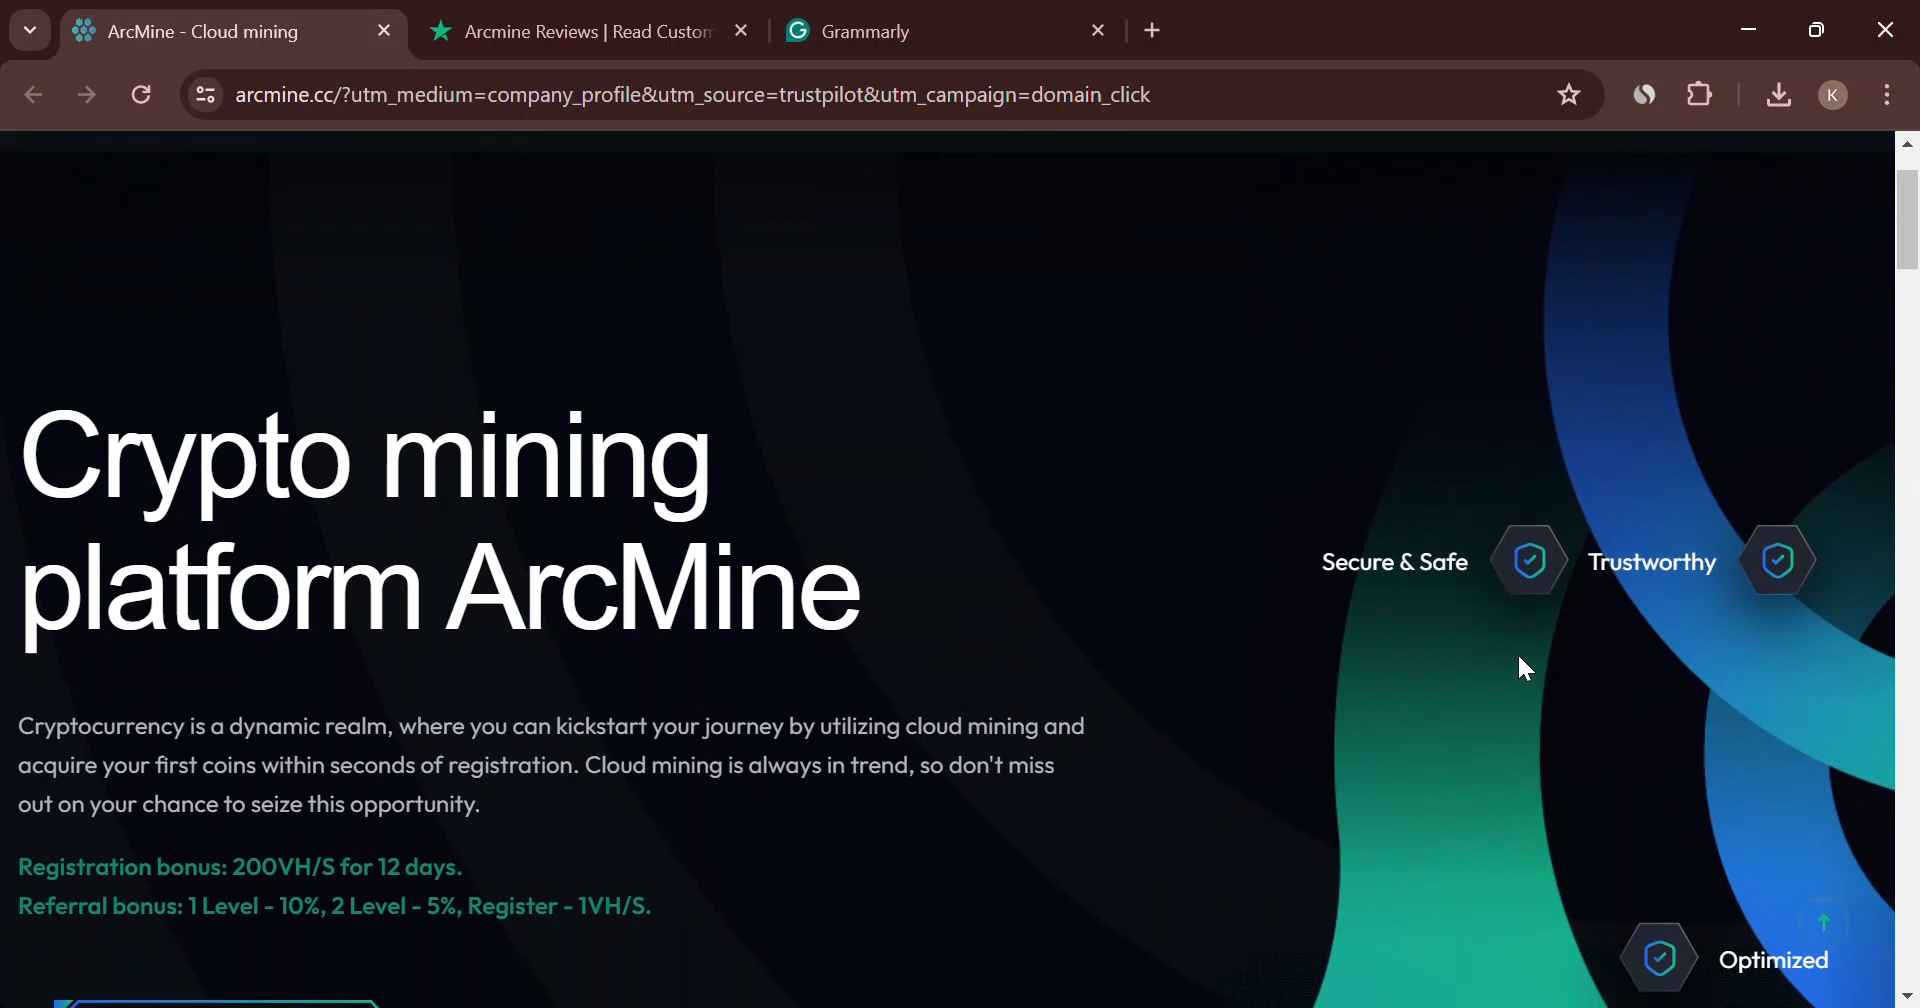 ArcMine - Cloud mining
Arcmine Reviews | Read Custom
Grammarly
arcmine.cc/?utm_medium=company_profile&utm_source=trustpilot&utm_campaign=domain_click
K
Crypto mining
platform ArcMine
Secure & Safe
Trustworthy
Cryptocurrency is a dynamic realm, where you can kickstart your journey by utilizing cloud mining and
acquire your first coins within seconds of registration. Cloud mining is always in trend, so don't miss
out on your chance to seize this opportunity.
Registration bonus: 200VH/S for 12 days.
Referral bonus: 1 Level - 10%, 2 Level - 5%, Register - 1VH/S.
Optimized